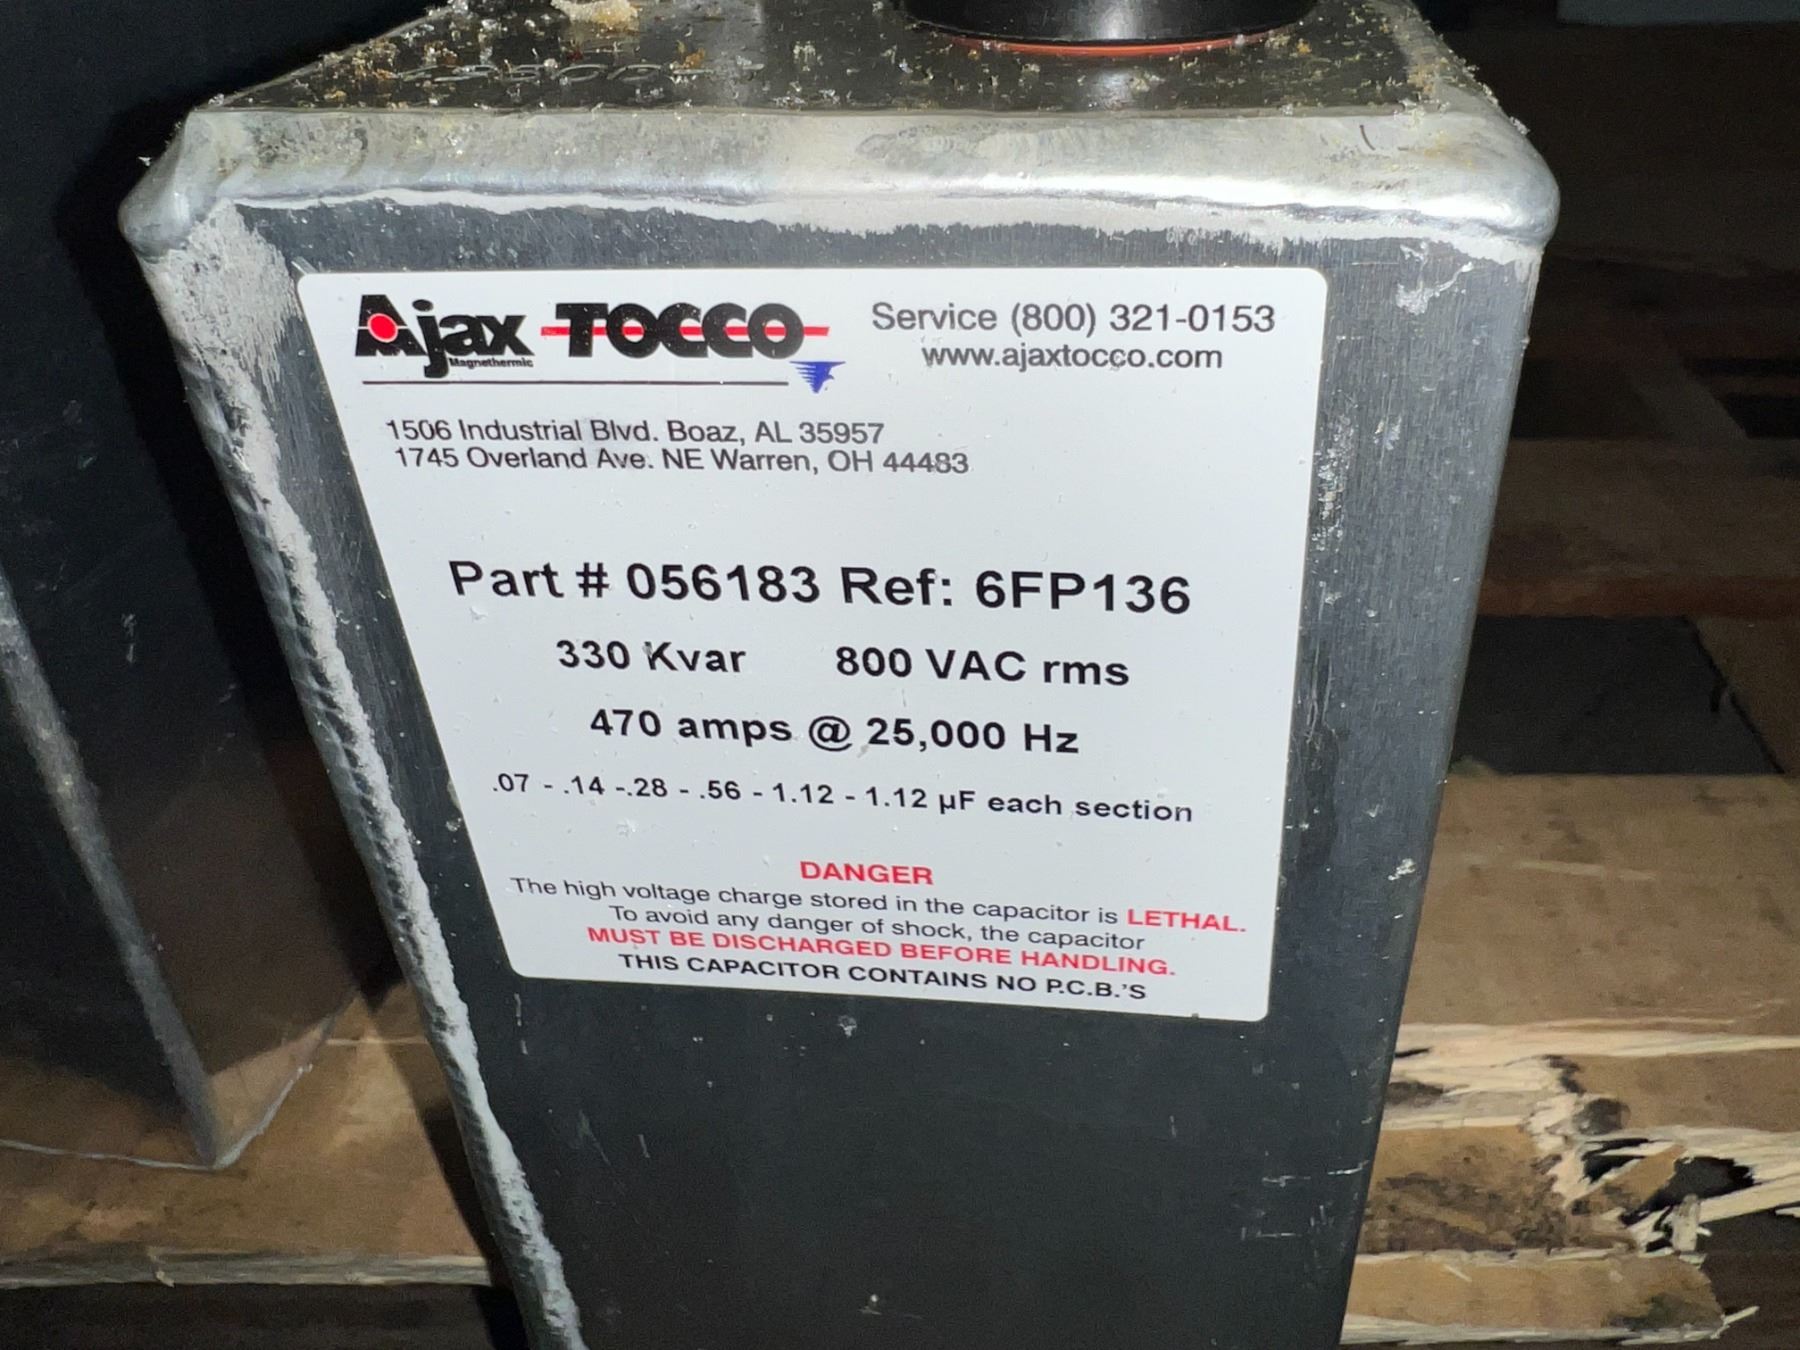 Ajax TOCCO
Magnethermic
Service (800) 321-0153
www.ajaxtocco.com
1506 Industrial Blvd. Boaz, AL 35957
1745 Overland Ave. NE Warren, OH 44483
Part # 056183 Ref: 6FP136
330 Kvar 800 VAC rms
470 amps @ 25,000 Hz
.07 - .14 -.28 - .56 - 1.12 - 1.12 µF each section
DANGER
The high voltage charge stored in the capacitor is LETHAL.
To avoid any danger of shock, the capacitor
MUST BE DISCHARGED BEFORE HANDLING.
THIS CAPACITOR CONTAINS NO P.C.B.'S